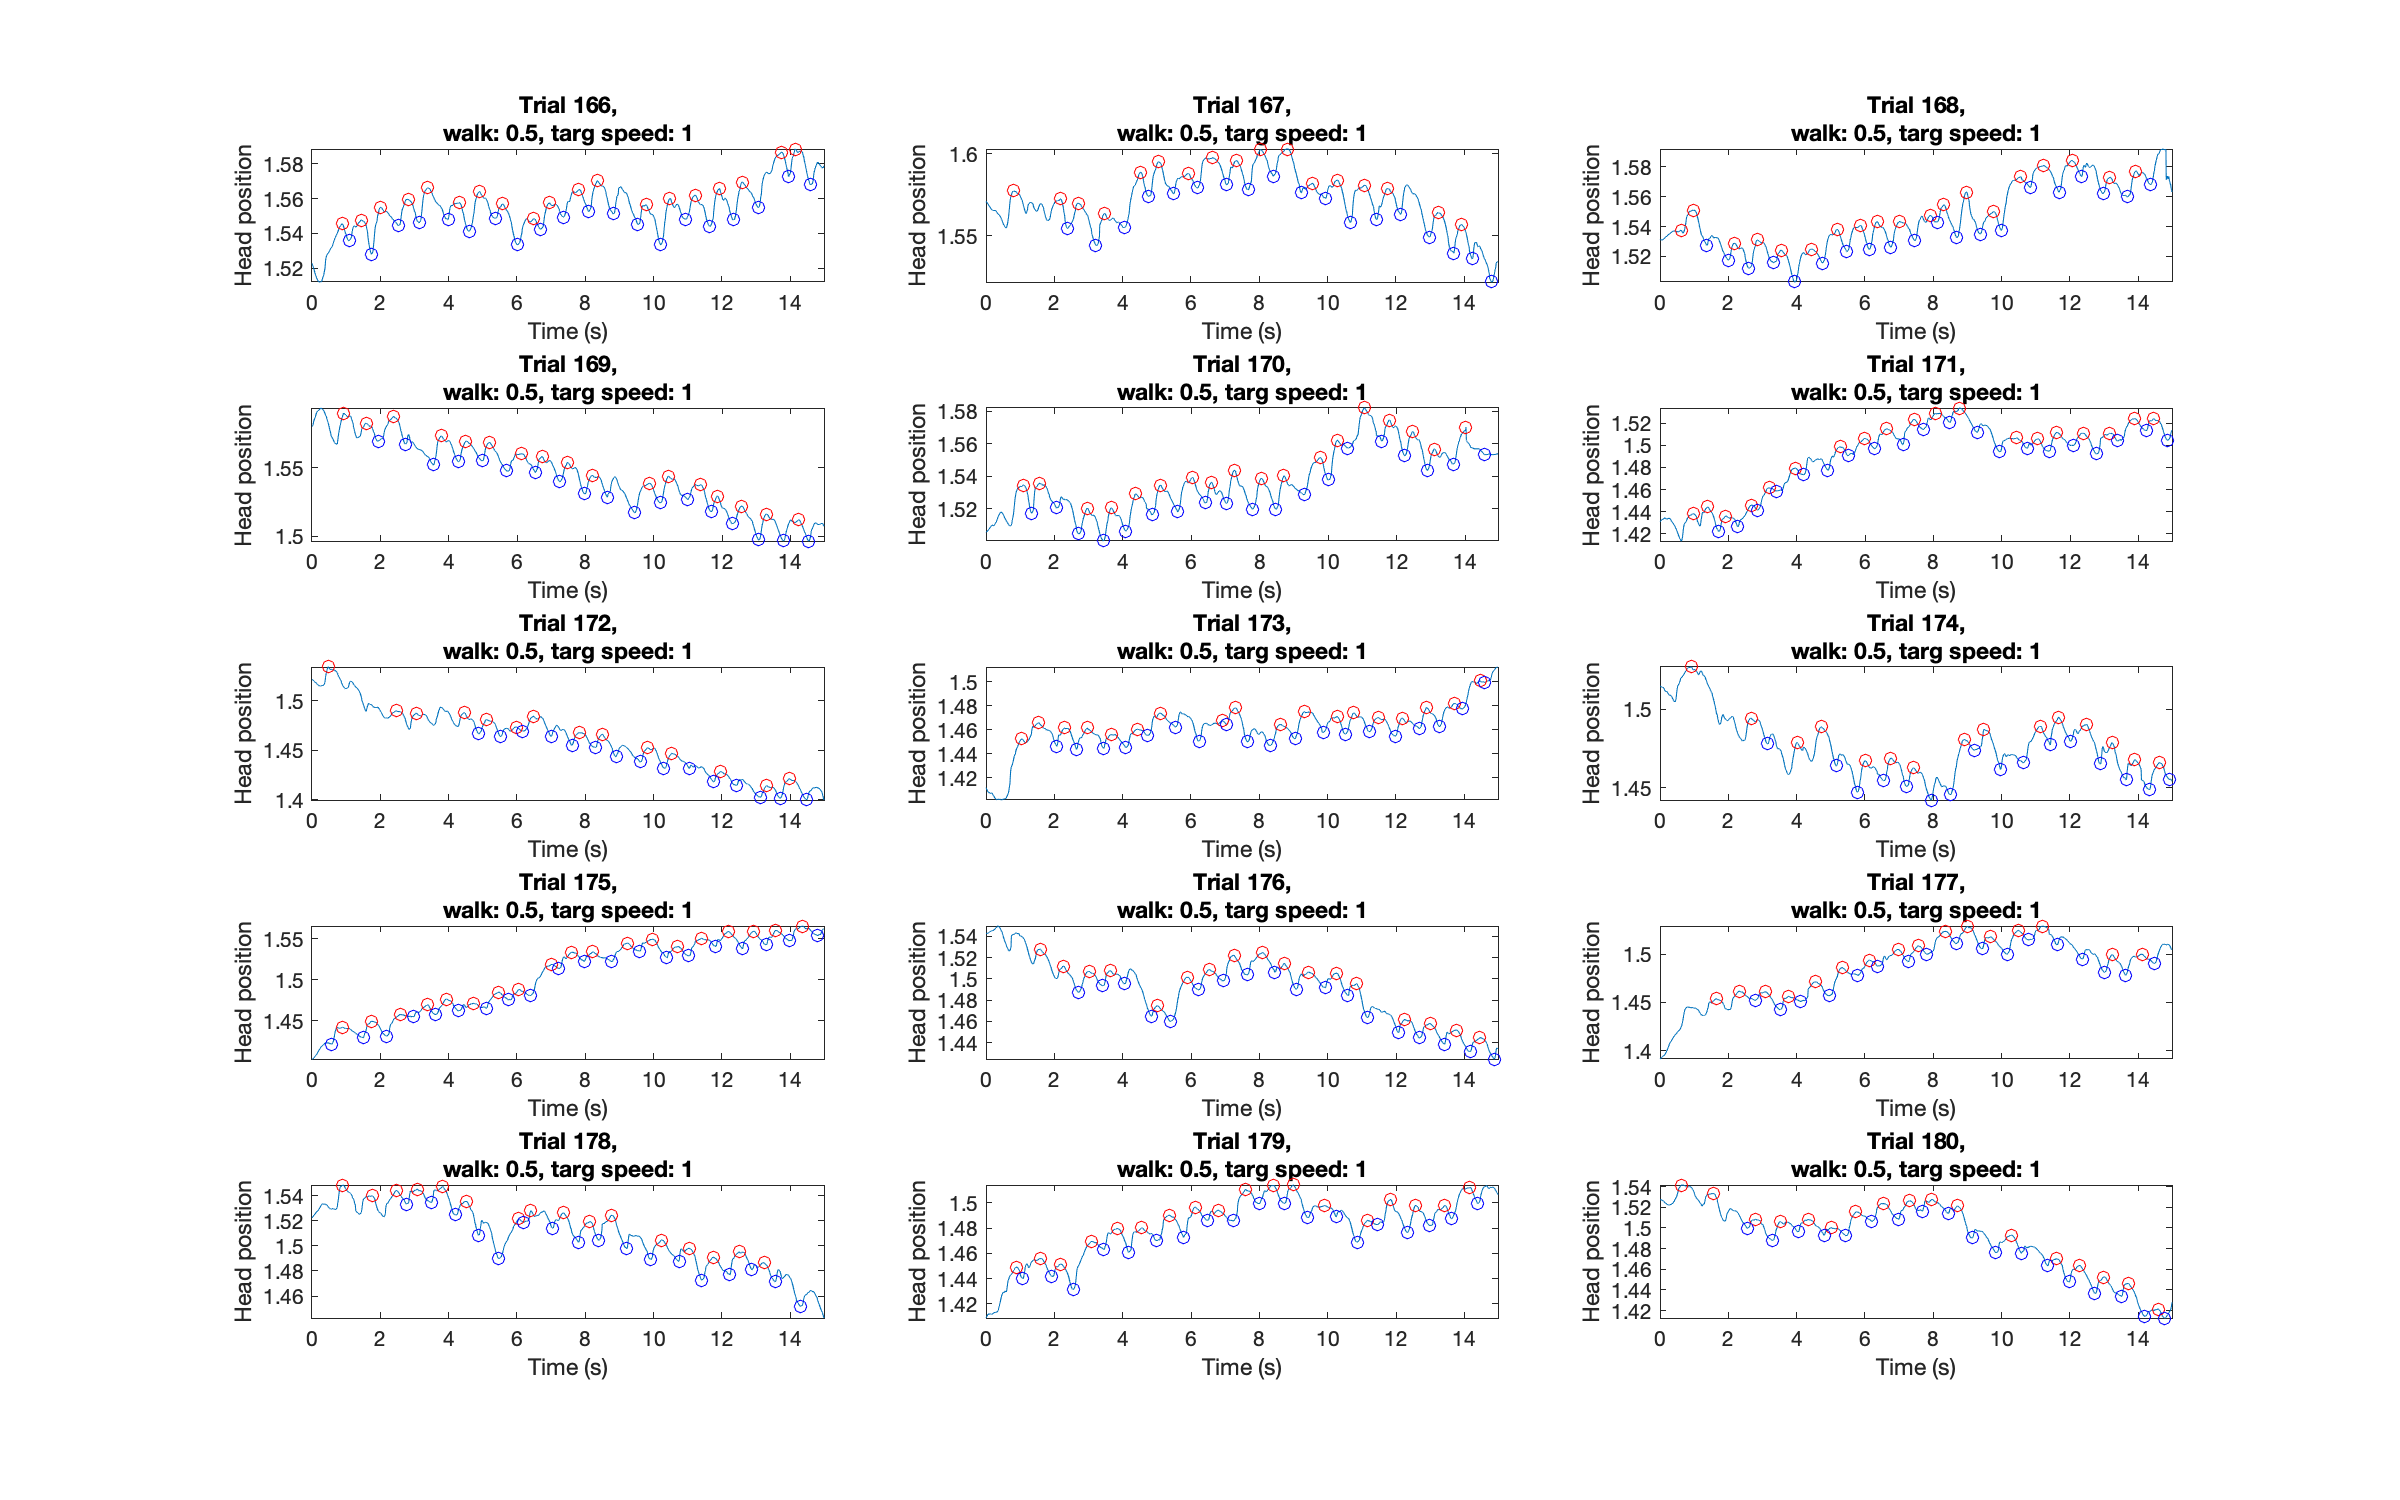 Trial 166,
walk: 0.5, targ speed: 1
Head position
1.58
1.56
1.54
1.52
0 2 4 6 8 10 12 14
Time (s)
Trial 167,
walk: 0.5, targ speed: 1
Head position
1.6
1.55
0 2 4 6 8 10 12 14
Time (s)
Trial 168,
walk: 0.5, targ speed: 1
Head position
1.58
1.56
1.54
1.52
0 2 4 6 8 10 12 14
Time (s)
Trial 169,
walk: 0.5, targ speed: 1
Head position
1.55
1.5
0 2 4 6 8 10 12 14
Time (s)
Trial 170,
walk: 0.5, targ speed: 1
Head position
1.58
1.56
1.54
1.52
0 2 4 6 8 10 12 14
Time (s)
Trial 171,
walk: 0.5, targ speed: 1
Head position
1.52
1.5
1.48
1.46
1.44
1.42
0 2 4 6 8 10 12 14
Time (s)
Trial 172,
walk: 0.5, targ speed: 1
Head position
1.5
1.45
1.4
0 2 4 6 8 10 12 14
Time (s)
Trial 173,
walk: 0.5, targ speed: 1
Head position
1.5
1.48
1.46
1.44
1.42
0 2 4 6 8 10 12 14
Time (s)
Trial 174,
walk: 0.5, targ speed: 1
Head position
1.5
1.45
0 2 4 6 8 10 12 14
Time (s)
Trial 175,
walk: 0.5, targ speed: 1
Head position
1.55
1.5
1.45
0 2 4 6 8 10 12 14
Time (s)
Trial 176,
walk: 0.5, targ speed: 1
Head position
1.54
1.52
1.5
1.48
1.46
1.44
0 2 4 6 8 10 12 14
Time (s)
Trial 177,
walk: 0.5, targ speed: 1
Head position
1.5
1.45
1.4
0 2 4 6 8 10 12 14
Time (s)
Trial 178,
walk: 0.5, targ speed: 1
Head position
1.54
1.52
1.5
1.48
1.46
0 2 4 6 8 10 12 14
Time (s)
Trial 179,
walk: 0.5, targ speed: 1
Head position
1.5
1.48
1.46
1.44
1.42
0 2 4 6 8 10 12 14
Time (s)
Trial 180,
walk: 0.5, targ speed: 1
Head position
1.54
1.52
1.5
1.48
1.46
1.44
1.42
0 2 4 6 8 10 12 14
Time (s)